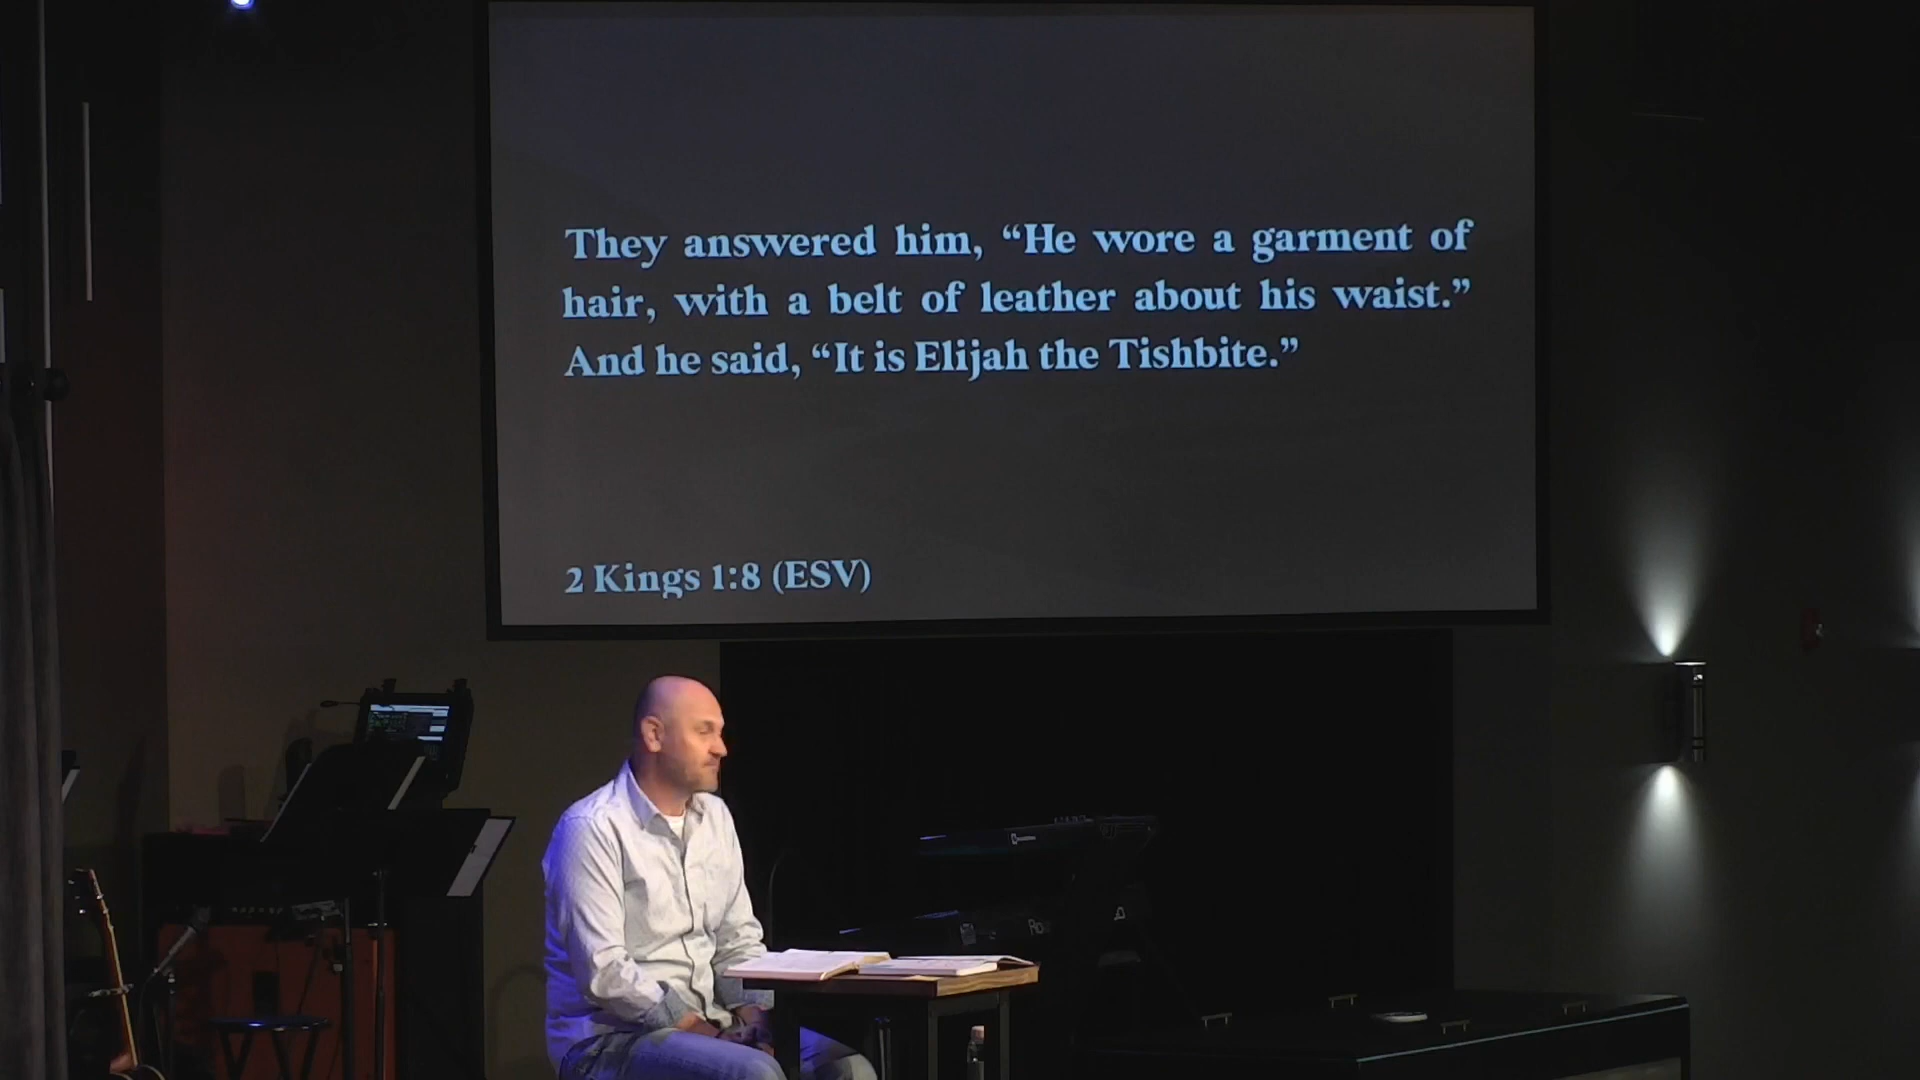 They answered him, “He wore a garment of
hair, with a belt of leather about his waist.”
And he said, “It is Elijah the Tishbite.”
2 Kings 1:8 (ESV)